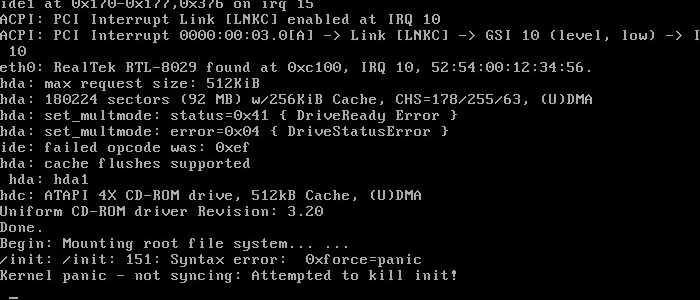 ide1 at 0x170-0x177,0x376 on irq 15
ACPI: PCI Interrupt Link [LNKC] enabled at IRQ 10
ACPI: PCI Interrupt 0000:00:03.0[A] -> Link [LNKC] -> GSI 10 (level, low) -> I
10
eth0: RealTek RTL-8029 found at 0xc100, IRQ 10, 52:54:00:12:34:56.
hda: max request size: 512KiB
hda: 180224 sectors (92 MB) w/256KiB Cache, CHS=178/255/63, (U)DMA
hda: set_multmode: status=0x41 { DriveReady Error }
hda: set_multmode: error=0x04 { DriveStatusError }
ide: failed opcode was: 0xef
hda: cache flushes supported
hda: hda1
hdc: ATAPI 4X CD-ROM drive, 512kB Cache, (U)DMA
Uniform CD-ROM driver Revision: 3.20
Done.
Begin: Mounting root file system... ...
/init: /init: 151: Syntax error:  0xforce=panic
Kernel panic - not syncing: Attempted to kill init!